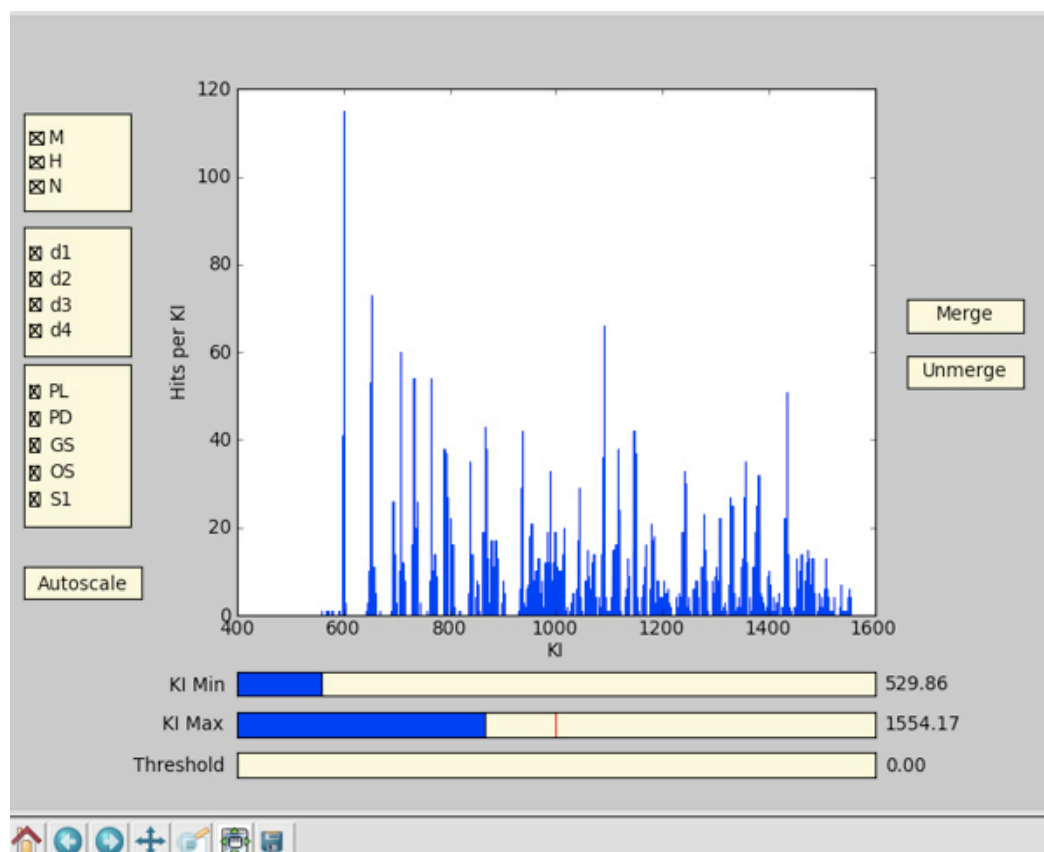 M
H
N
d1
d2
d3
d4
PL
PD
GS
OS
S1
Autoscale
120
100
80
60
40
20
0
Hits per KI
400 600 800 1000 1200 1400 1600
KI
Merge
Unmerge
KI Min 529.86
KI Max 1554.17
Threshold 0.00